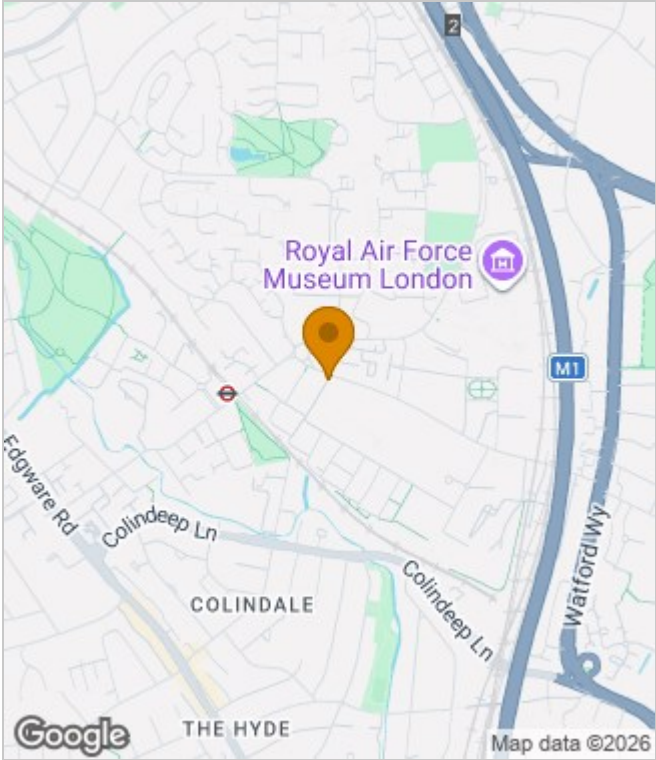 2
Royal Air Force
Museum London
M1
Edgware Rd
Colindeep Ln
Colindeep Ln
Watford Wy
COLINDALE
THE HYDE
Google
Map data ©2026